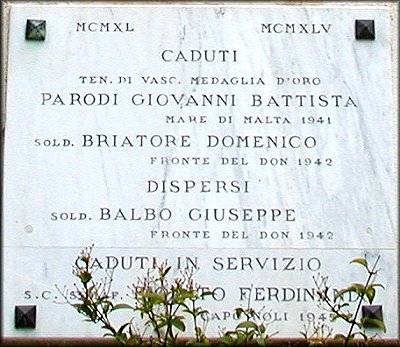 MCMXL MCMXLV
CADUTI
TEN. DI VASC. MEDAGLIA D'ORO
PARODI GIOVANNI BATTISTA
MARE DI MALTA 1941
SOLD. BRIATORE DOMENICO
FRONTE DEL DON 1942
DISPERSI
SOLD. BALBO GIUSEPPE
FRONTE DEL DON 1942
CADUTI IN SERVIZIO
S.C. FERDINANDO